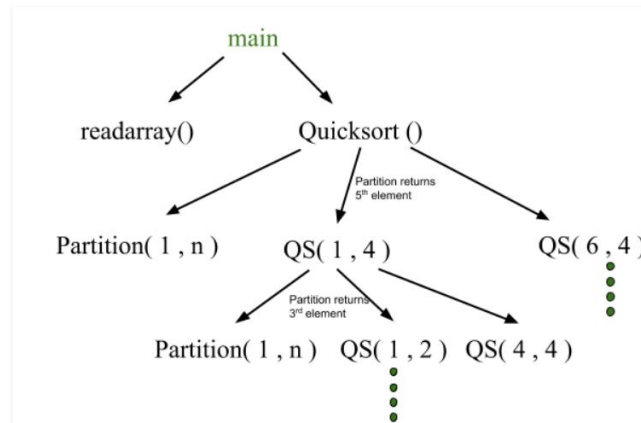 main
readarray()
Quicksort ()
Partition returns
5th element
Partition( 1 , n )
QS( 1 , 4 )
QS( 6 , 4 )
Partition returns
3rd element
Partition( 1 , n )
QS( 1 , 2 )
QS( 4 , 4 )